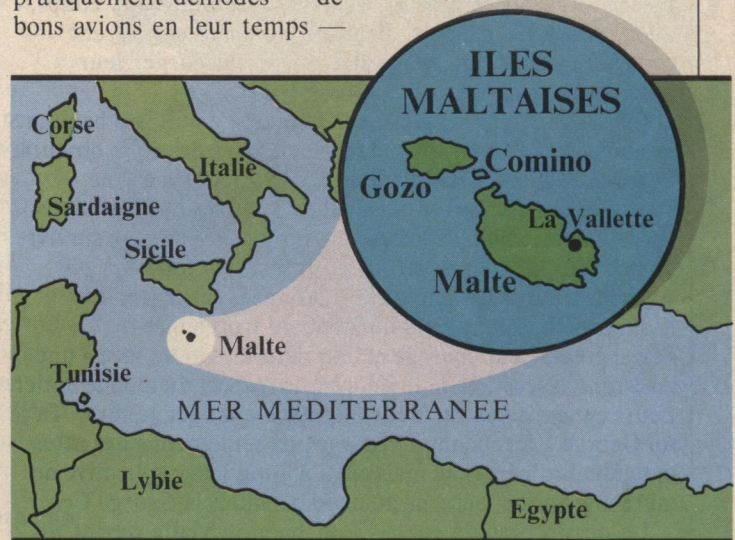 pratiquement démodés — de
bons avions en leur temps —
ILES
MALTAISES
Corse
Italie
Comino
Gozo
Sardaigne
La Vallette
Sicile
Malte
Malte
Tunisie
MER MEDITERRANEE
Lybie
Egypte